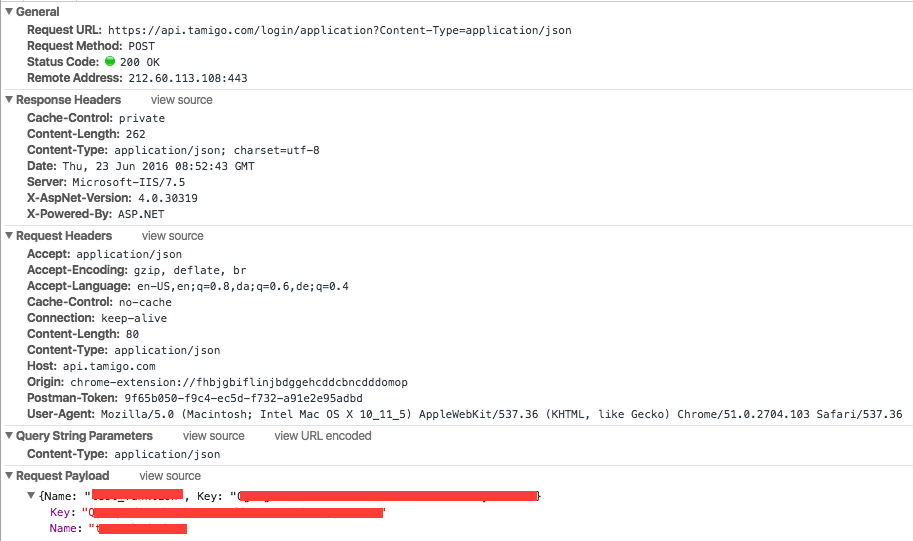 General
Request URL: https://api.tamigo.com/login/application?Content-Type=application/json
Request Method: POST
Status Code: 200 OK
Remote Address: 212.60.113.108:443
Response Headers view source
Cache-Control: private
Content-Length: 262
Content-Type: application/json; charset=utf-8
Date: Thu, 23 Jun 2016 08:52:43 GMT
Server: Microsoft-IIS/7.5
X-AspNet-Version: 4.0.30319
X-Powered-By: ASP.NET
Request Headers view source
Accept: application/json
Accept-Encoding: gzip, deflate, br
Accept-Language: en-US,en;q=0.8,da;q=0.6,de;q=0.4
Cache-Control: no-cache
Connection: keep-alive
Content-Length: 80
Content-Type: application/json
Host: api.tamigo.com
Origin: chrome-extension://fhbjgbiflinjbdggehcddcbncdddomop
Postman-Token: 9f65b050-f9c4-ec5d-f732-a91e2e95adbd
User-Agent: Mozilla/5.0 (Macintosh; Intel Mac OS X 10_11_5) AppleWebKit/537.36 (KHTML, like Gecko) Chrome/51.0.2704.103 Safari/537.36
Query String Parameters view source view URL encoded
Content-Type: application/json
Request Payload view source
{Name: " ", Key: " }
Key: " "
Name: "